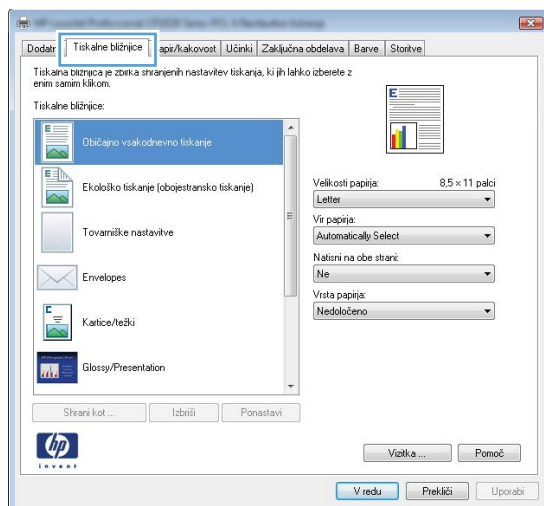 Tiskalne bližnjice
Papir/kakovost
Učinki
Zaključna obdelava
Barve
Storitve
Tiskalna bližnjica je zbirka shranjenih nastavitev tiskanja, ki jih lahko izberete z
enim samim klikom.
Tiskalne bližnjice:
Običajno vsakodnevno tiskanje
Ekološko tiskanje (obojestransko tiskanje)
Tovarniške nastavitve
Envelopes
Kartice/težki
Glossy/Presentation
Shrani kot ...
Izbriši
Ponastavi
Velikosti papirja: 8,5 × 11 palci
Letter
Vir papirja:
Automatically Select
Natisni na obe strani:
Ne
Vrsta papirja:
Nedoločeno
hp
invent
Vizitka ...
Pomoč
V redu
Prekliči
Uporabi